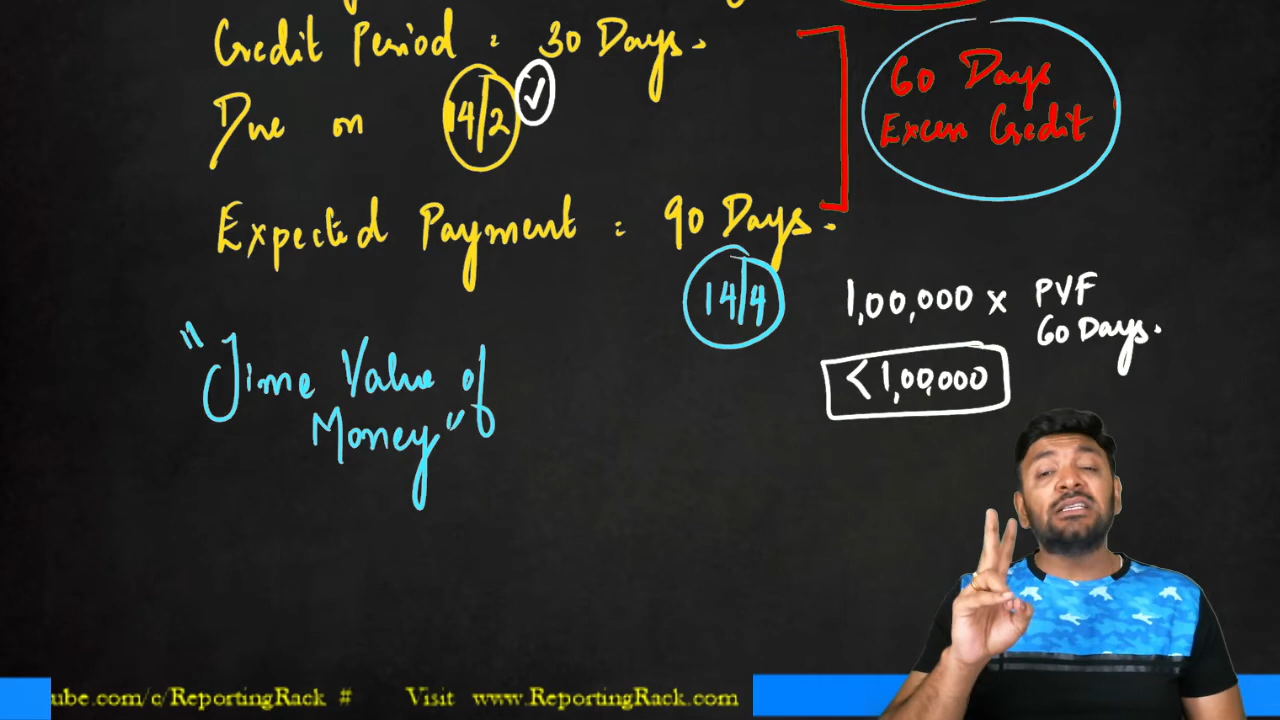 Credit Period : 30 Days.
Due on 14/2 ✓
60 Days
Excess Credit
Expected Payment : 90 Days.
14/4
1,00,000 x PVF
60 Days.
< 1,00,000
"Time Value of
Money"
ube.com/c/ReportingRack # Visit www.ReportingRack.com